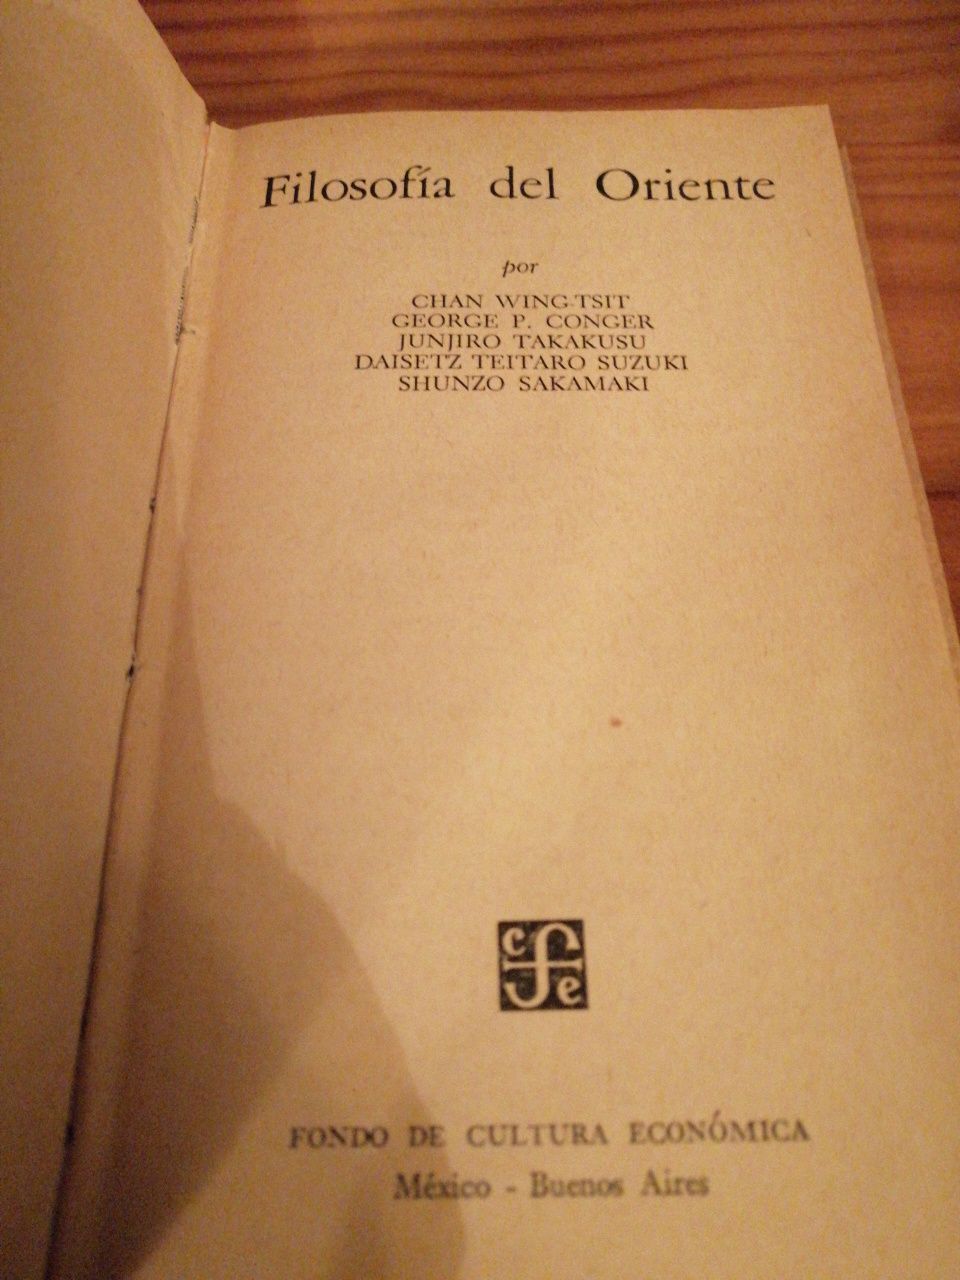 Filosofía del Oriente
por
CHAN WING-TSIT
GEORGE P. CONGER
JUNJIRO TAKAKUSU
DAISETZ TEITARO SUZUKI
SHUNZO SAKAMAKI
cfe
FONDO DE CULTURA ECONÓMICA
México - Buenos Aires